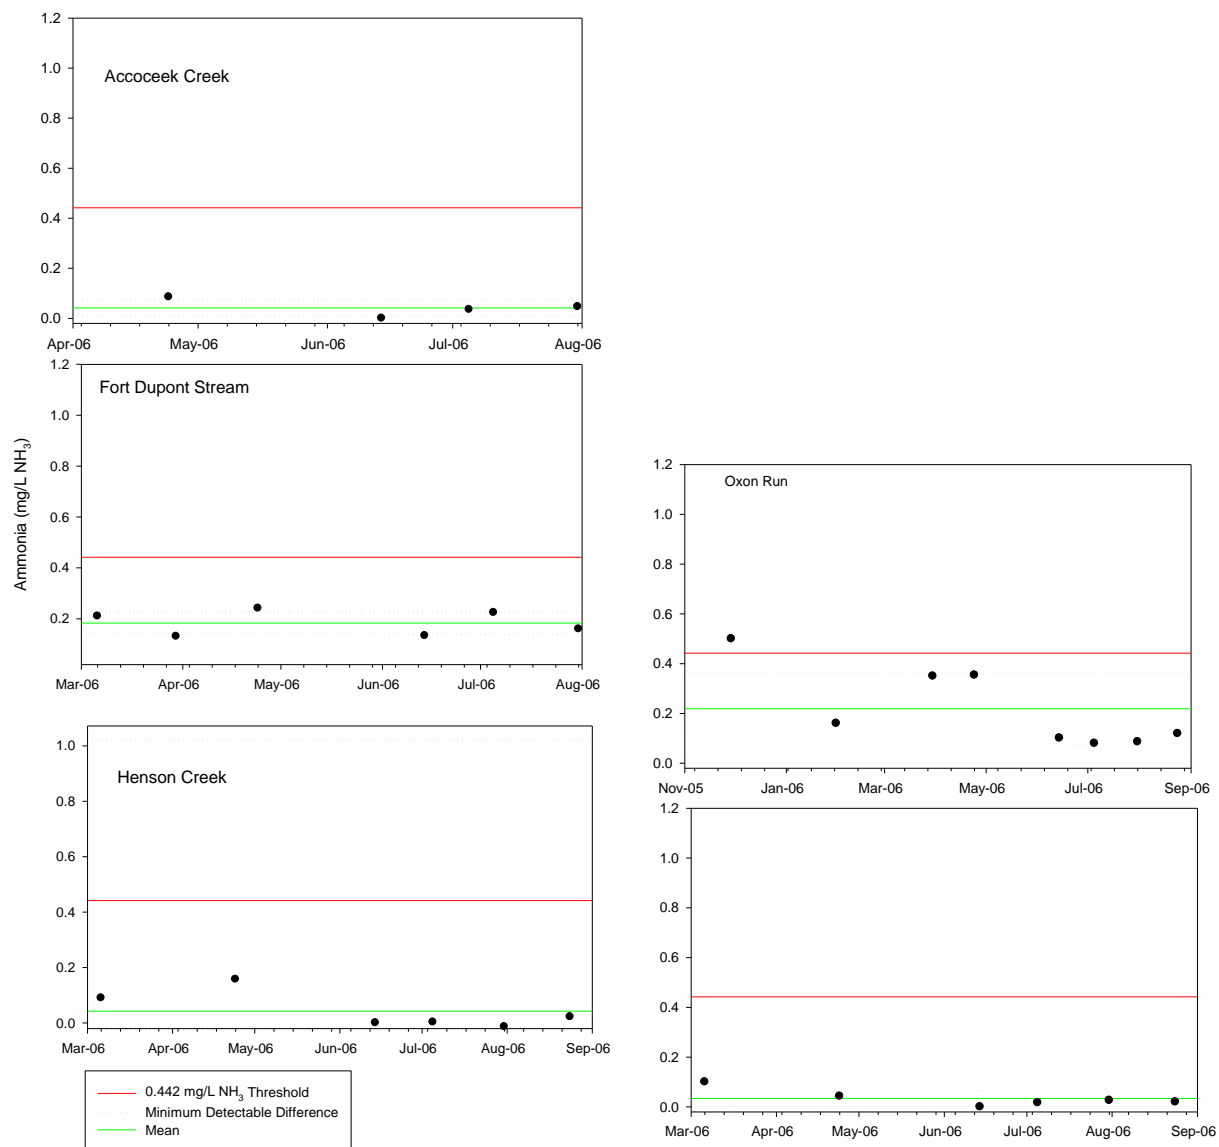 1.2
1.0
0.8
0.6
0.4
0.2
0.0
Accoceek Creek
Apr-06 May-06 Jun-06 Jul-06 Aug-06
1.2
1.0
0.8
0.6
0.4
0.2
Fort Dupont Stream
Ammonia (mg/L NH3)
Mar-06 Apr-06 May-06 Jun-06 Jul-06 Aug-06
1.0
0.8
0.6
0.4
0.2
0.0
Henson Creek
Mar-06 Apr-06 May-06 Jun-06 Jul-06 Aug-06 Sep-06
0.442 mg/L NH3 Threshold
Minimum Detectable Difference
Mean
1.2
1.0
0.8
0.6
0.4
0.2
0.0
Oxon Run
Nov-05 Jan-06 Mar-06 May-06 Jul-06 Sep-06
1.2
1.0
0.8
0.6
0.4
0.2
0.0
Mar-06 Apr-06 May-06 Jun-06 Jul-06 Aug-06 Sep-06